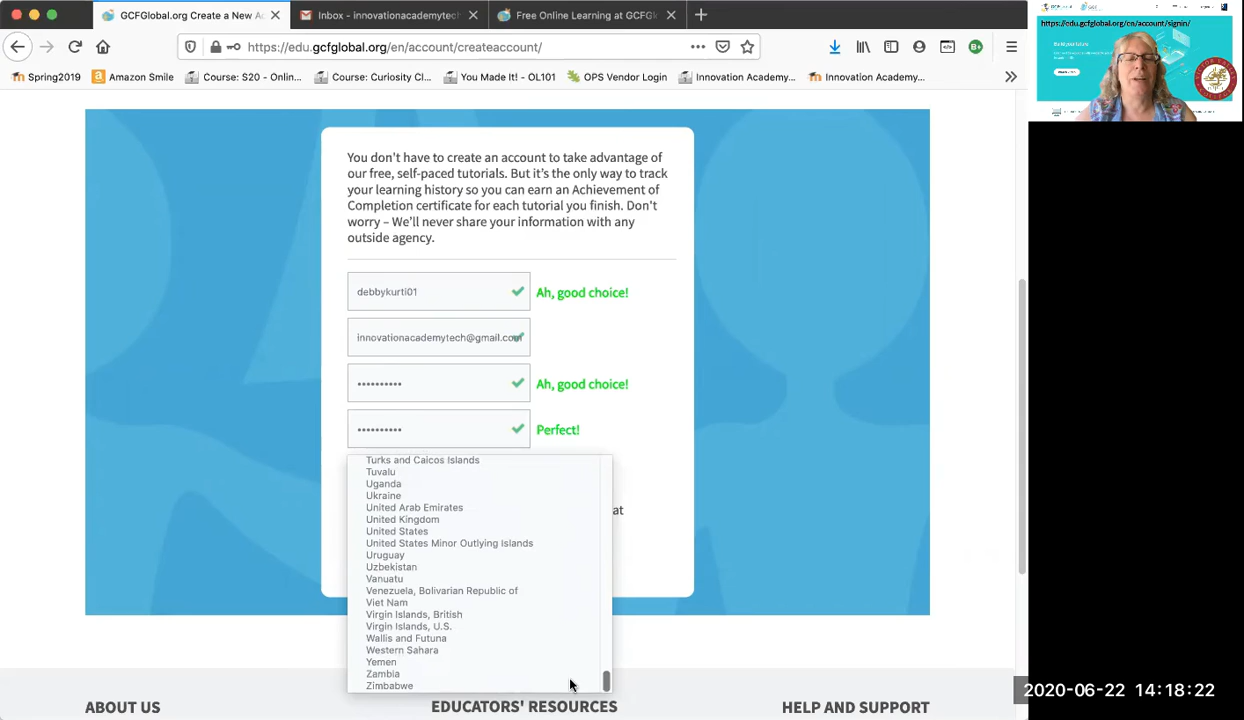 GCFGlobal.org Create a New Ac
Inbox - innovationacademytech
Free Online Learning at GCFGl
https://edu.gcfglobal.org/en/account/createaccount/
https://edu.gcfglobal.org/en/account/signin/
Spring2019
Amazon Smile
Course: S20 - Onlin...
Course: Curiosity Cl...
You Made It! - OL101
OPS Vendor Login
Innovation Academy...
Innovation Academy...
You don't have to create an account to take advantage of
our free, self-paced tutorials. But it's the only way to track
your learning history so you can earn an Achievement of
Completion certificate for each tutorial you finish. Don't
worry – We'll never share your information with any
outside agency.
debbykurti01
Ah, good choice!
innovationacademytech@gmail.com
••••••••••
Ah, good choice!
••••••••••
Perfect!
Turks and Caicos Islands
Tuvalu
Uganda
Ukraine
United Arab Emirates
United Kingdom
at
United States
United States Minor Outlying Islands
Uruguay
Uzbekistan
Vanuatu
Venezuela, Bolivarian Republic of
Viet Nam
Virgin Islands, British
Virgin Islands, U.S.
Wallis and Futuna
Western Sahara
Yemen
Zambia
Zimbabwe
2020-06-22 14:18:22
ABOUT US
EDUCATORS' RESOURCES
HELP AND SUPPORT